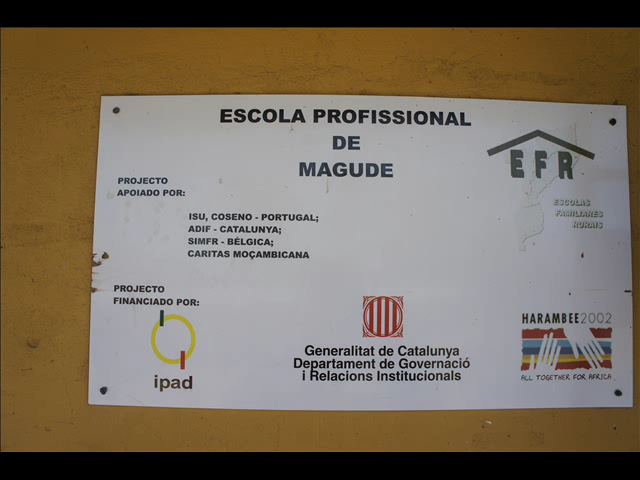 ESCOLA PROFISSIONAL
DE
MAGUDE
EFR
ESCOLAS
FAMILIARES
RURAIS
PROJECTO
APOIADO POR:
ISU, COSENO - PORTUGAL;
ADIF - CATALUNYA;
SIMFR - BÉLGICA;
CARITAS MOÇAMBICANA
PROJECTO
FINANCIADO POR:
ipad
Generalitat de Catalunya
Departament de Governació
i Relacions Institucionals
HARAMBEE2002
ALL TOGETHER FOR AFRICA